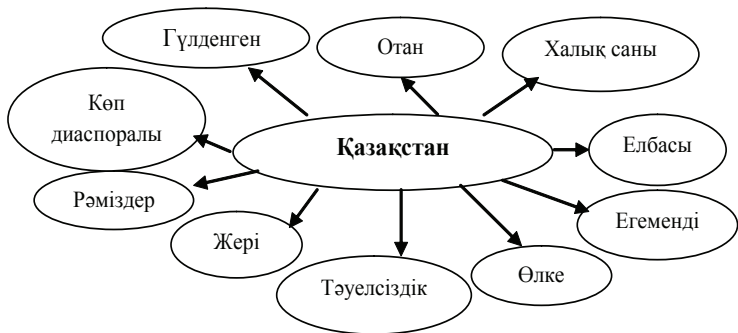 Гүлденген
Отан
Халық саны
Көп
диаспоралы
Қазақстан
Елбасы
Рәміздер
Егеменді
Жері
Тәуелсіздік
Өлке